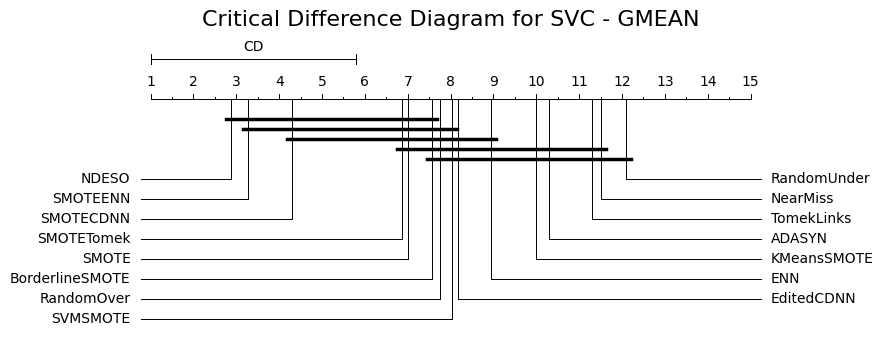 Critical Difference Diagram for SVC - GMEAN
CD
1 2 3 4 5 6 7 8 9 10 11 12 13 14 15
NDESO
SMOTEENN
SMOTECDNN
SMOTETomek
SMOTE
BorderlineSMOTE
RandomOver
SVMSMOTE
RandomUnder
NearMiss
TomekLinks
ADASYN
KMeansSMOTE
ENN
EditedCDNN